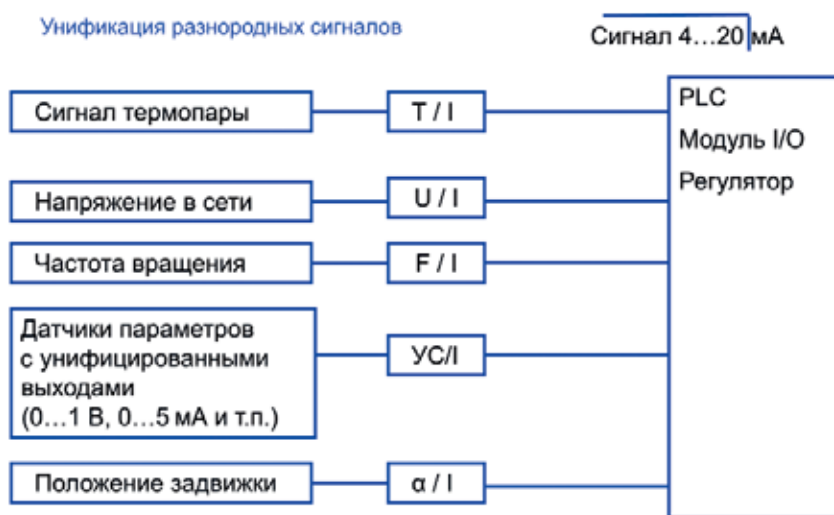 Унификация разнородных сигналов
Сигнал 4...20 мА
Сигнал термопары
T / I
PLC
Модуль I/O
Регулятор
Напряжение в сети
U / I
Частота вращения
F / I
Датчики параметров
с унифицированными
выходами
(0...1 В, 0...5 мА и т.п.)
УС/I
Положение задвижки
α / I